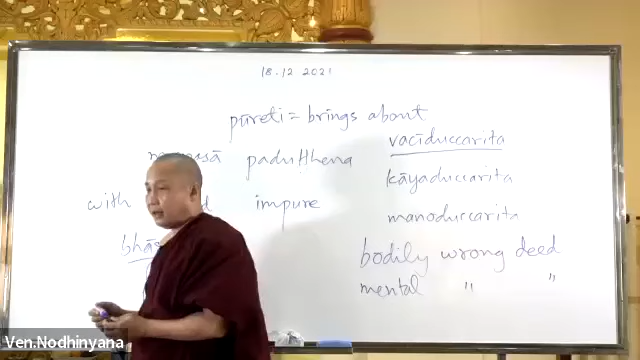 18.12.2021
pūreti = brings about
vacīduccarita
paduṭṭhena
kāyaduccarita
with impure
manoduccarita
bodily wrong deed
mental " "
Ven.Nodhinyana